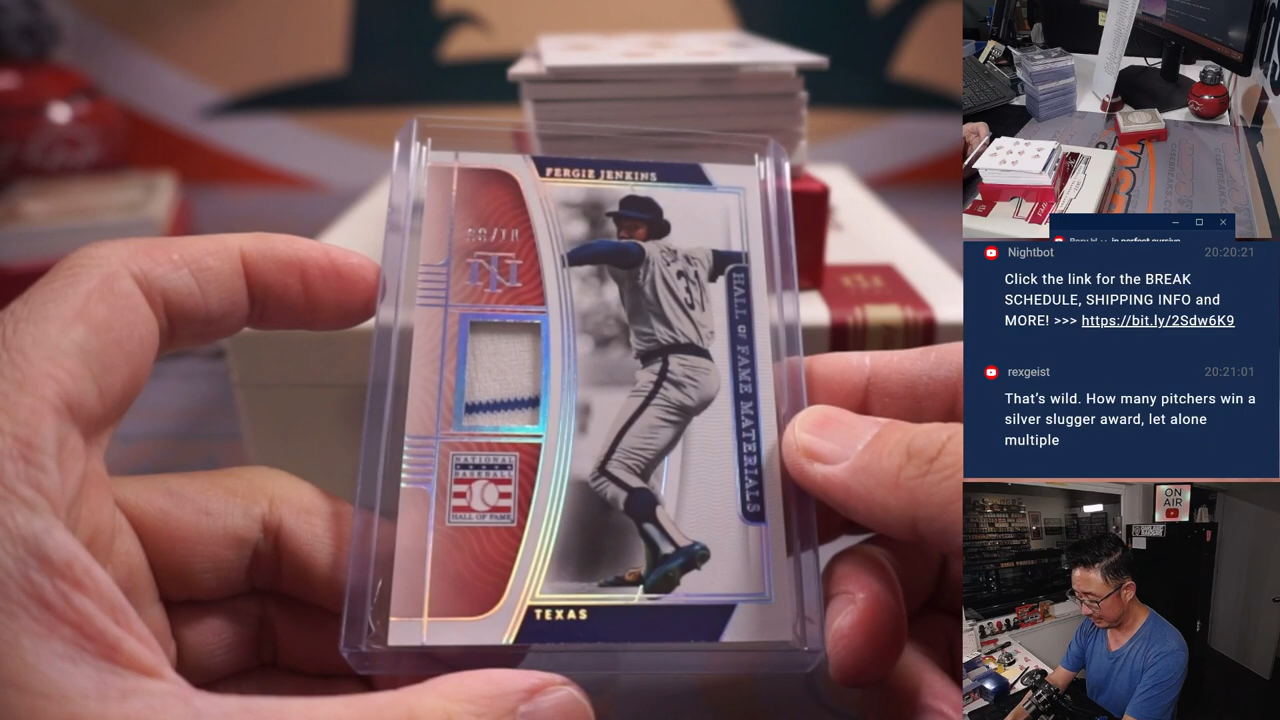 FERGIE JENKINS
HALL OF FAME MATERIALS
NATIONAL
BASEBALL
HALL OF FAME
TEXAS
Nightbot 20:20:21
Click the link for the BREAK
SCHEDULE, SHIPPING INFO and
MORE! >>> https://bit.ly/2Sdw6K9
rexgeist 20:21:01
That's wild. How many pitchers win a
silver slugger award, let alone
multiple
ON
AIR